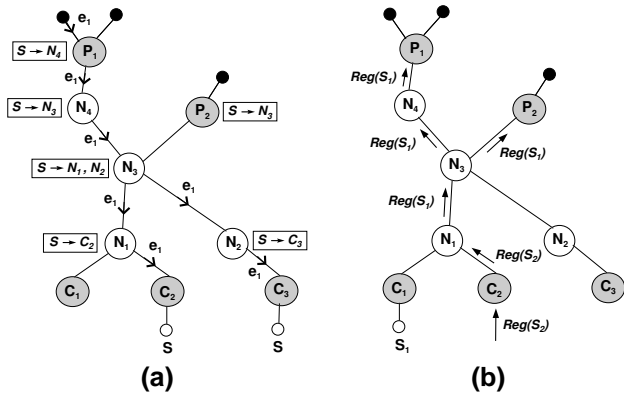 e1
P1
S → N4
e1
N4
S → N3
P2
S → N3
e1
N3
S → N1, N2
e1
e1
N1
S → C2
e1
N2
S → C3
e1
C1
C2
C3
S
S
(a)
P1
Reg(S1)
N4
P2
Reg(S1)
Reg(S1)
N3
Reg(S1)
N1
N2
Reg(S2)
C1
C2
C3
Reg(S2)
S1
(b)